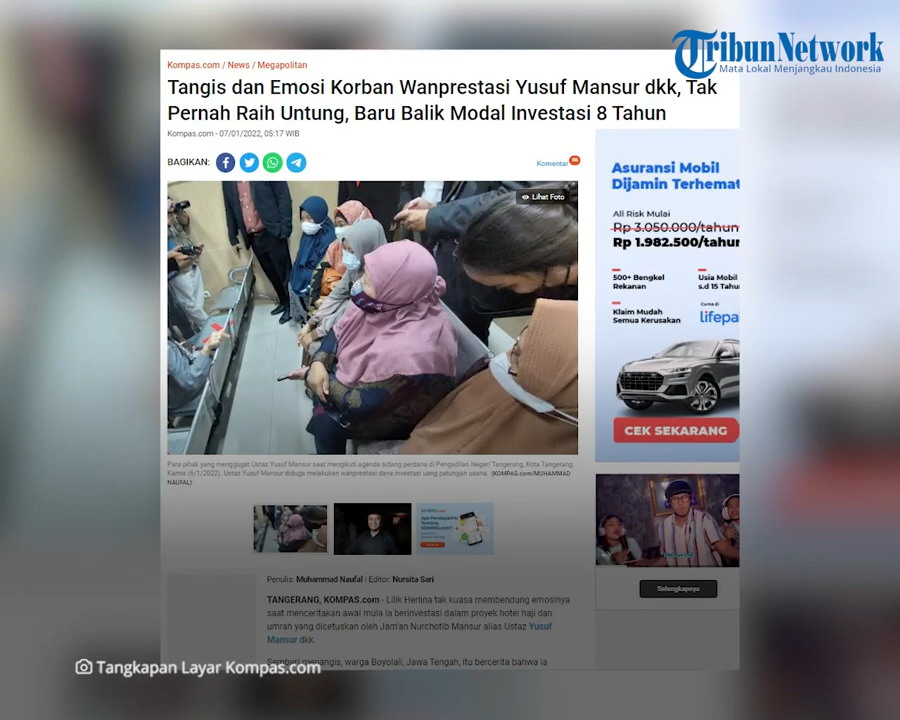 TribunNetwork
Mata Lokal Menjangkau Indonesia
Kompas.com / News / Megapolitan
Tangis dan Emosi Korban Wanprestasi Yusuf Mansur dkk, Tak
Pernah Raih Untung, Baru Balik Modal Investasi 8 Tahun
Kompas.com - 07/01/2022, 05:17 WIB
BAGIKAN:
Komentar
Lihat Foto
Para pihak yang menggugat Ustaz Yusuf Mansur saat mengikuti agenda sidang perdana di Pengadilan Negeri Tangerang, Kota Tangerang,
Kamis (6/1/2022). Ustaz Yusuf Mansur diduga melakukan wanprestasi dana investasi uang patungan usaha. (KOMPAS.com/MUHAMMAD
NAUFAL)
Asuransi Mobil
Dijamin Terhemat
All Risk Mulai
Rp 3.050.000/tahun
Rp 1.982.500/tahun
500+ Bengkel
Rekanan
Usia Mobil
s.d 15 Tahu
Klaim Mudah
Semua Kerusakan
Cuma di
lifepa
CEK SEKARANG
Selengkapnya
Penulis: Muhammad Naufal | Editor: Nursita Sari
TANGERANG, KOMPAS.com - Lilik Herlina tak kuasa membendung emosinya
saat menceritakan awal mula ia berinvestasi dalam proyek hotel haji dan
umrah yang dicetuskan oleh Jam'an Nurchotib Mansur alias Ustaz Yusuf
Mansur dkk.
Sembari menangis, warga Boyolali, Jawa Tengah, itu bercerita bahwa ia
Tangkapan Layar Kompas.com